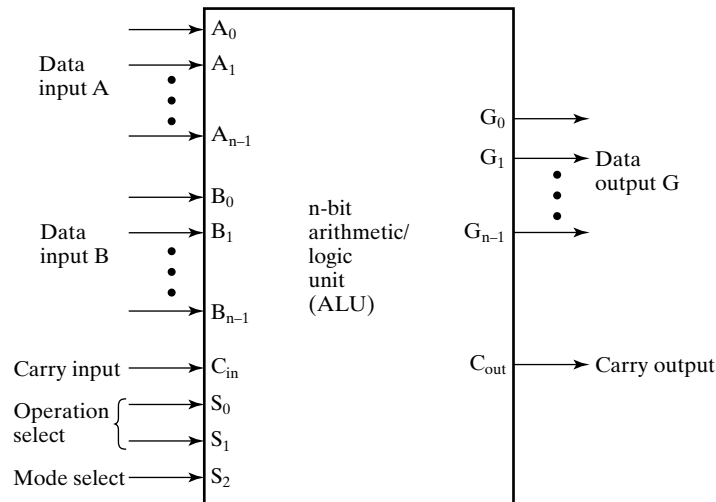 Data
input A
A0
A1
An–1
Data
input B
B0
B1
Bn–1
Carry input
Cin
Operation
select
S0
S1
Mode select
S2
n-bit
arithmetic/
logic
unit
(ALU)
G0
G1
Gn–1
Data
output G
Cout
Carry output